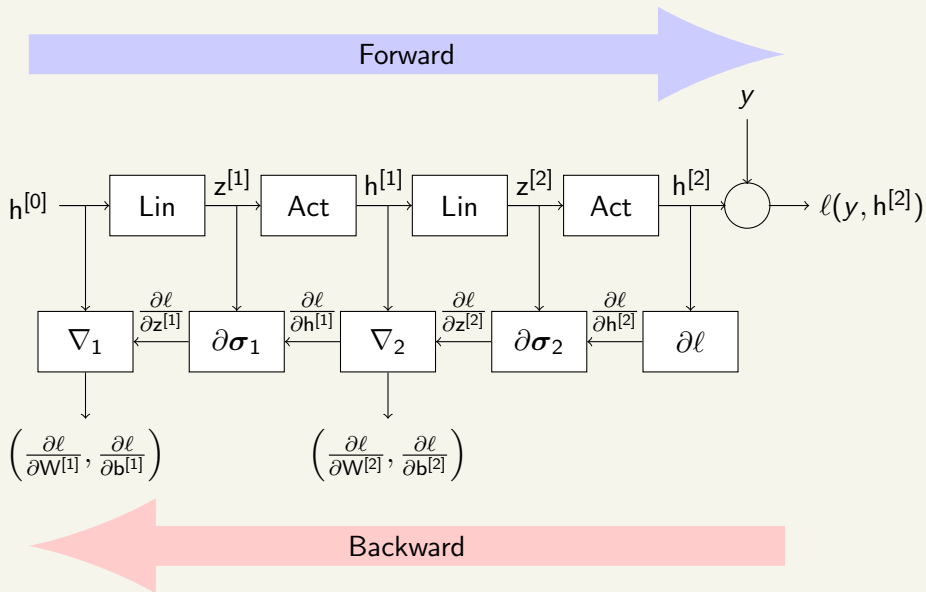 Forward
y
h^{[0]} Lin z^{[1]} Act h^{[1]} Lin z^{[2]} Act h^{[2]} ℓ(y, h^{[2]})
∇₁ ∂ℓ/∂z^{[1]} ∂σ₁ ∂ℓ/∂h^{[1]} ∇₂ ∂ℓ/∂z^{[2]} ∂σ₂ ∂ℓ/∂h^{[2]} ∂ℓ
(∂ℓ/∂W^{[1]}, ∂ℓ/∂b^{[1]}) (∂ℓ/∂W^{[2]}, ∂ℓ/∂b^{[2]})
Backward